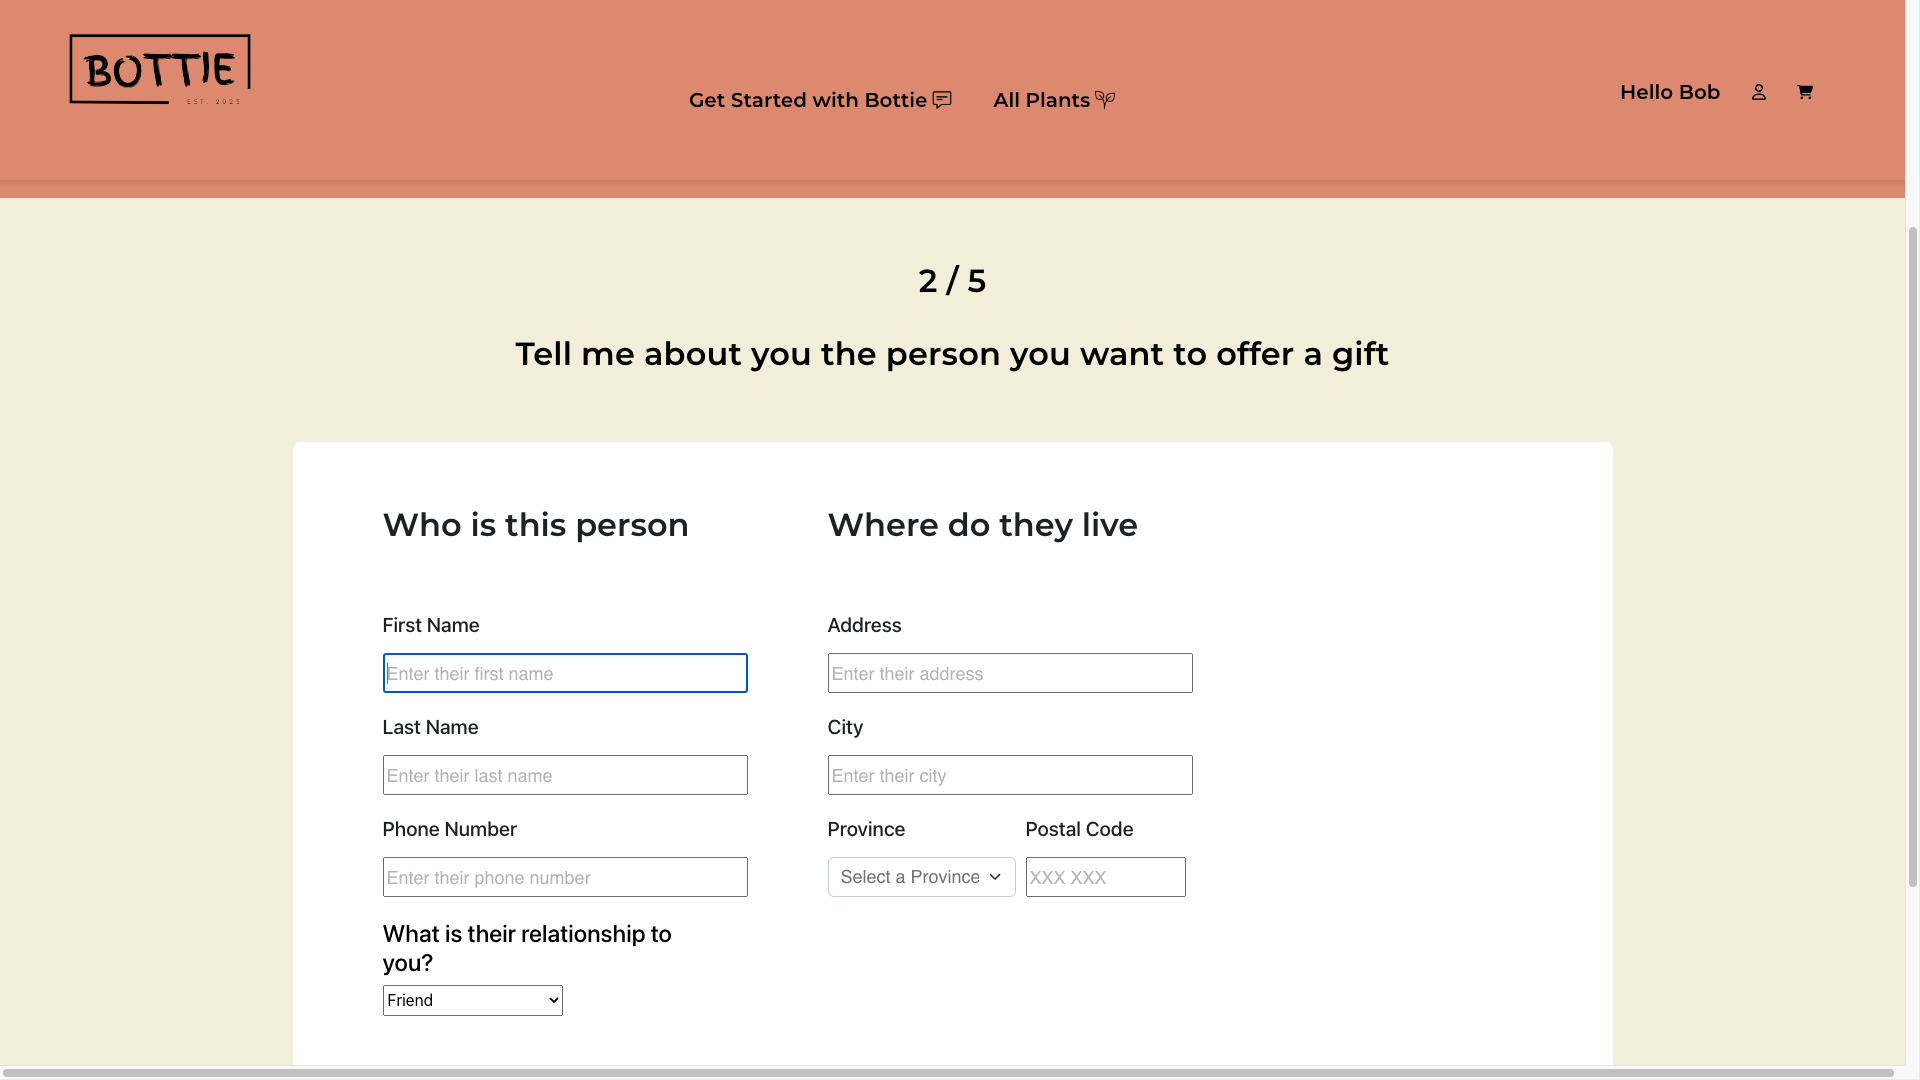 BOTTIE
EST. 2025
Get Started with Bottie
All Plants
Hello Bob
2 / 5
Tell me about you the person you want to offer a gift
Who is this person
First Name
Enter their first name
Last Name
Enter their last name
Phone Number
Enter their phone number
What is their relationship to
you?
Friend
Where do they live
Address
Enter their address
City
Enter their city
Province
Select a Province
Postal Code
XXX XXX